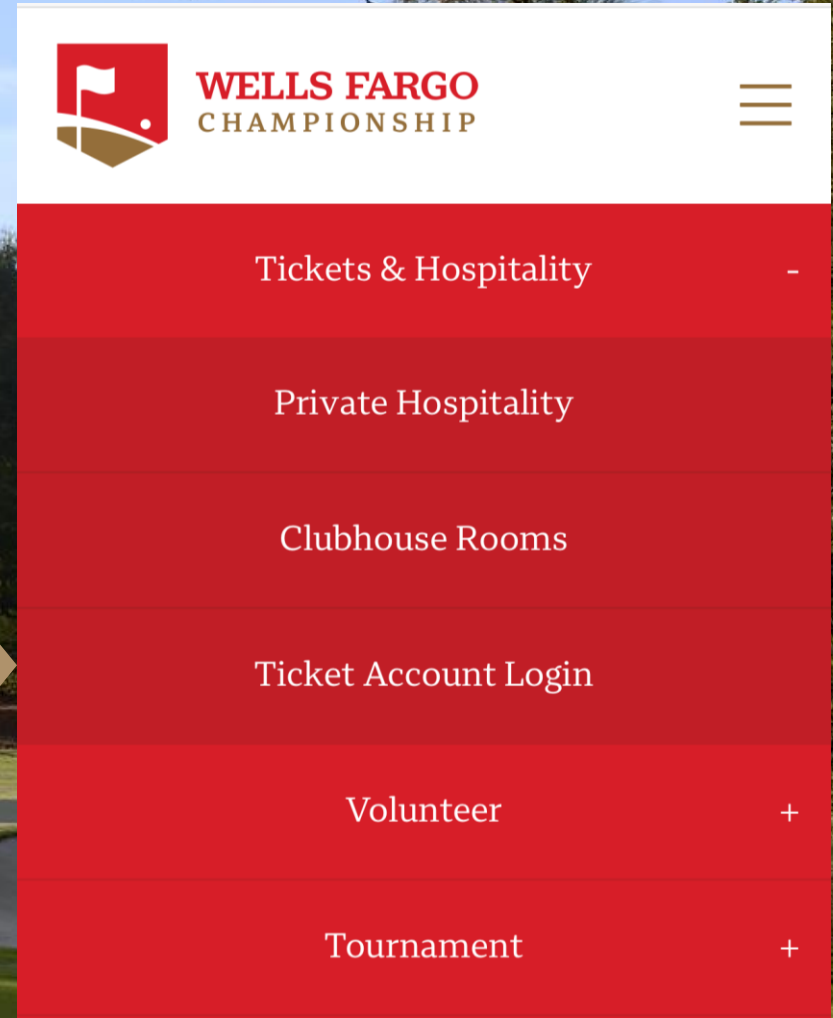 WELLS FARGO
CHAMPIONSHIP
Tickets & Hospitality -
Private Hospitality
Clubhouse Rooms
Ticket Account Login
Volunteer +
Tournament +